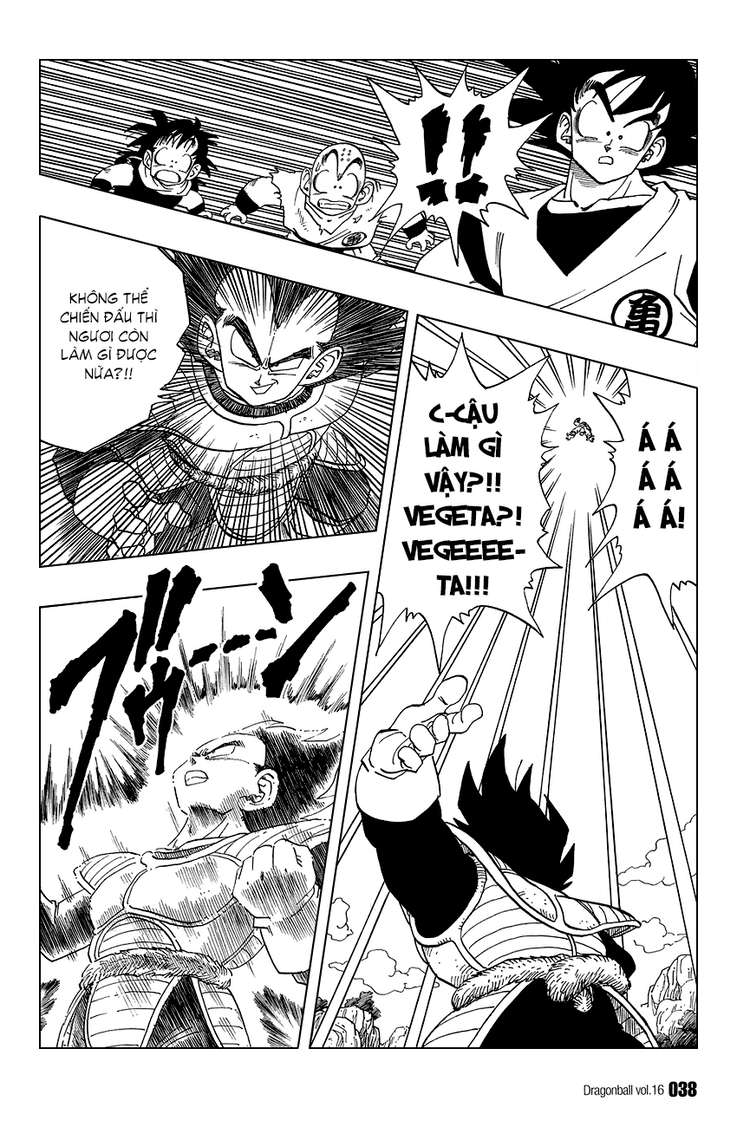 !!
亀
KHÔNG THỂ
CHIẾN ĐẤU THÌ
NGƯƠI CÒN
LÀM GÌ ĐƯỢC
NỮA?!!
C-CẬU
LÀM GÌ
VẬY?!!
VEGETA?!
VEGEEEE-
TA!!!
Á Á
Á Á
Á Á!
ブゥーーン
Dragonball vol.16 038